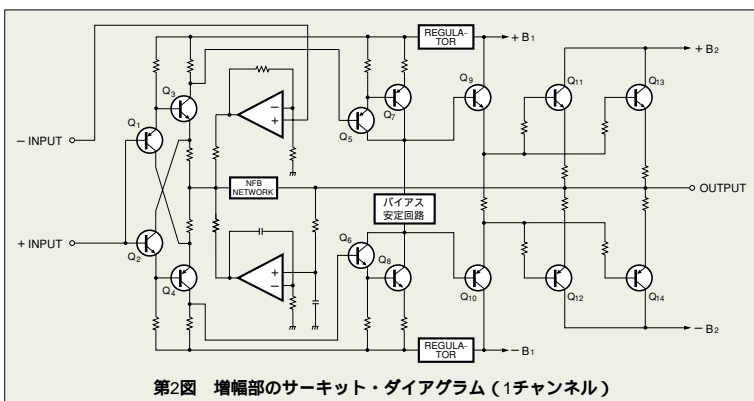 REGULA-
TOR
+ B₁
+ B₂
Q₃
Q₉
Q₁₁
Q₁₃
−
+
Q₇
Q₅
− INPUT
Q₁
NFB
NETWORK
OUTPUT
バイアス
安定回路
+ INPUT
Q₂
Q₆
+
−
Q₈
Q₄
Q₁₀
Q₁₂
Q₁₄
− B₂
REGULA-
TOR
− B₁
第2図 増幅部のサーキット・ダイアグラム（1チャンネル）